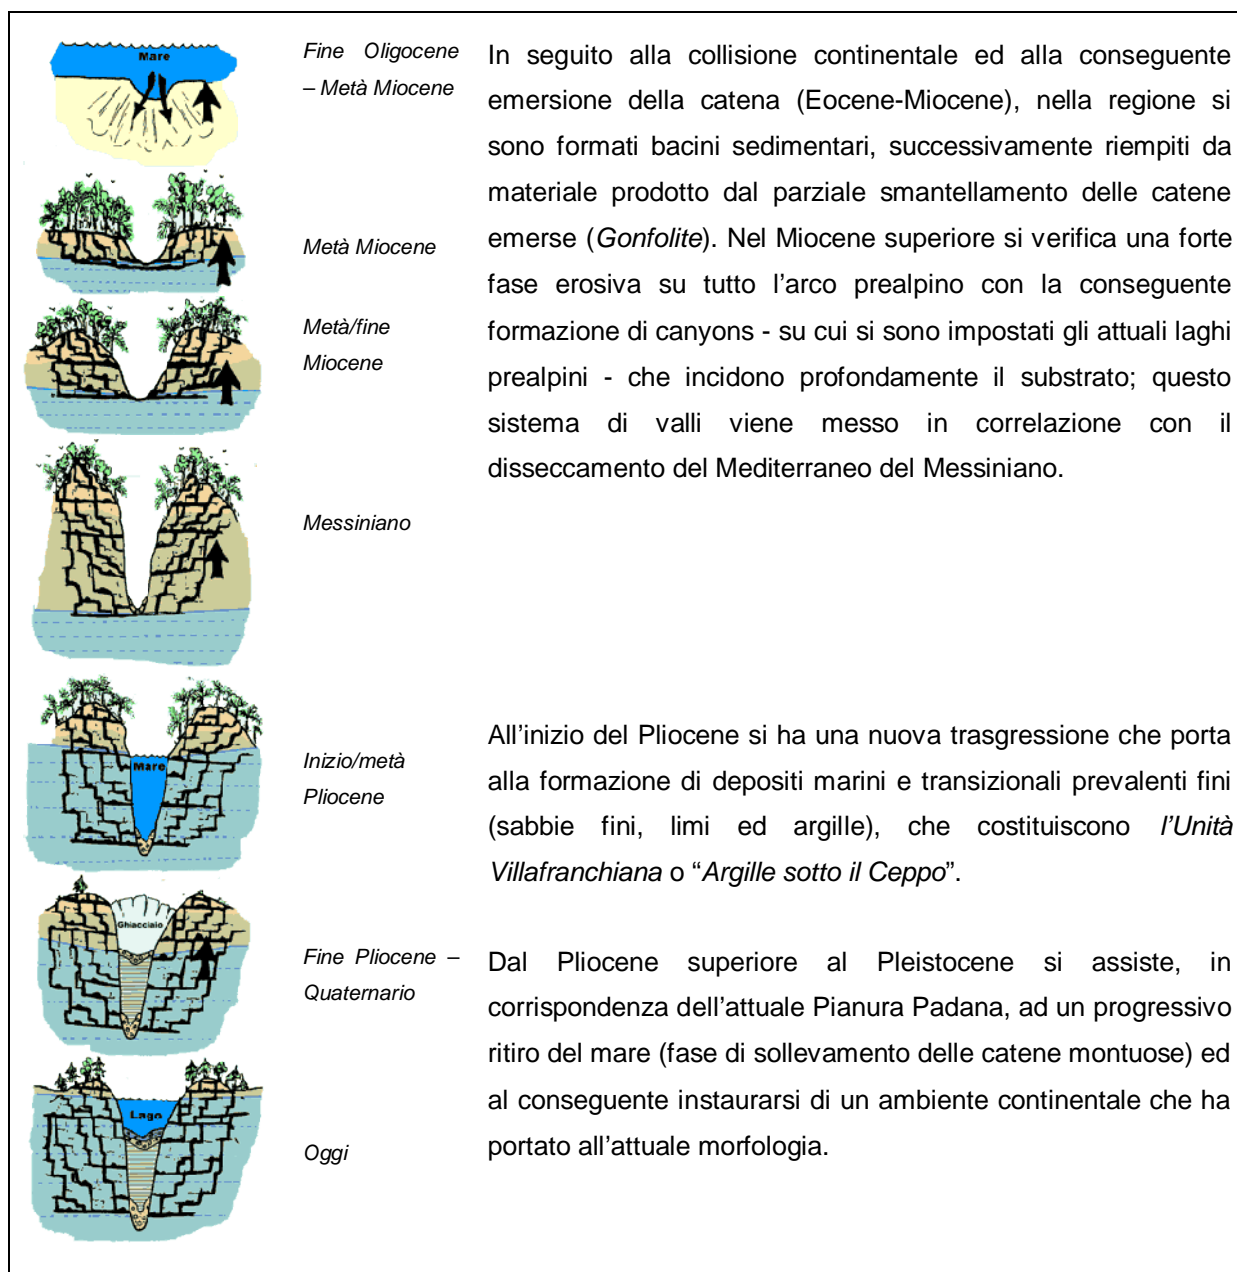 Mare
Fine Oligocene
– Metà Miocene
In seguito alla collisione continentale ed alla conseguente
emersione della catena (Eocene-Miocene), nella regione si
sono formati bacini sedimentari, successivamente riempiti da
materiale prodotto dal parziale smantellamento delle catene
emerse (Gonfolite). Nel Miocene superiore si verifica una forte
fase erosiva su tutto l’arco prealpino con la conseguente
formazione di canyons - su cui si sono impostati gli attuali laghi
prealpini - che incidono profondamente il substrato; questo
sistema di valli viene messo in correlazione con il
disseccamento del Mediterraneo del Messiniano.
Metà Miocene
Metà/fine
Miocene
Messiniano
Mare
Inizio/metà
Pliocene
All’inizio del Pliocene si ha una nuova trasgressione che porta
alla formazione di depositi marini e transizionali prevalenti fini
(sabbie fini, limi ed argille), che costituiscono l’Unità
Villafranchiana o “Argille sotto il Ceppo”.
Ghiacciaio
Fine Pliocene –
Quaternario
Dal Pliocene superiore al Pleistocene si assiste, in
corrispondenza dell’attuale Pianura Padana, ad un progressivo
ritiro del mare (fase di sollevamento delle catene montuose) ed
al conseguente instaurarsi di un ambiente continentale che ha
portato all’attuale morfologia.
Lago
Oggi